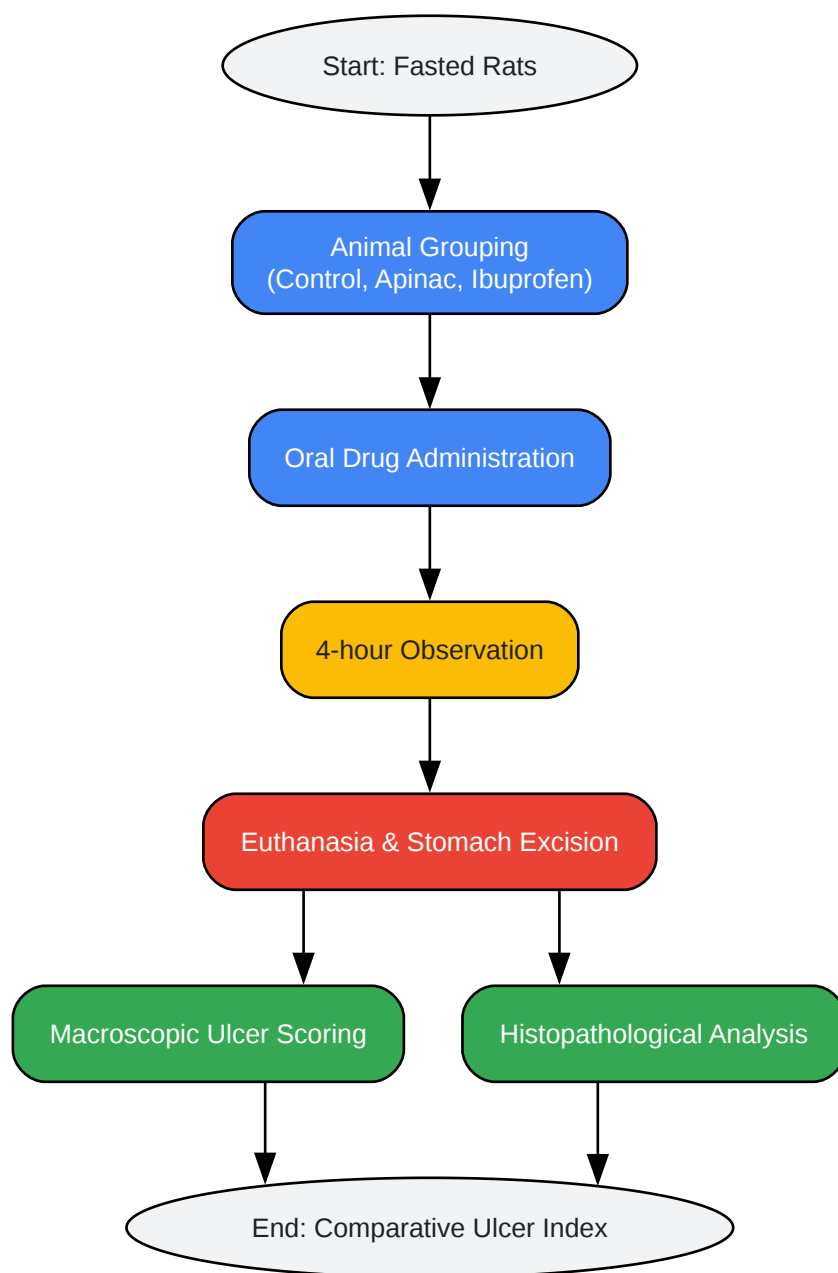 Start: Fasted Rats
Animal Grouping
(Control, Apinac, Ibuprofen)
Oral Drug Administration
4-hour Observation
Euthanasia & Stomach Excision
Macroscopic Ulcer Scoring
Histopathological Analysis
End: Comparative Ulcer Index